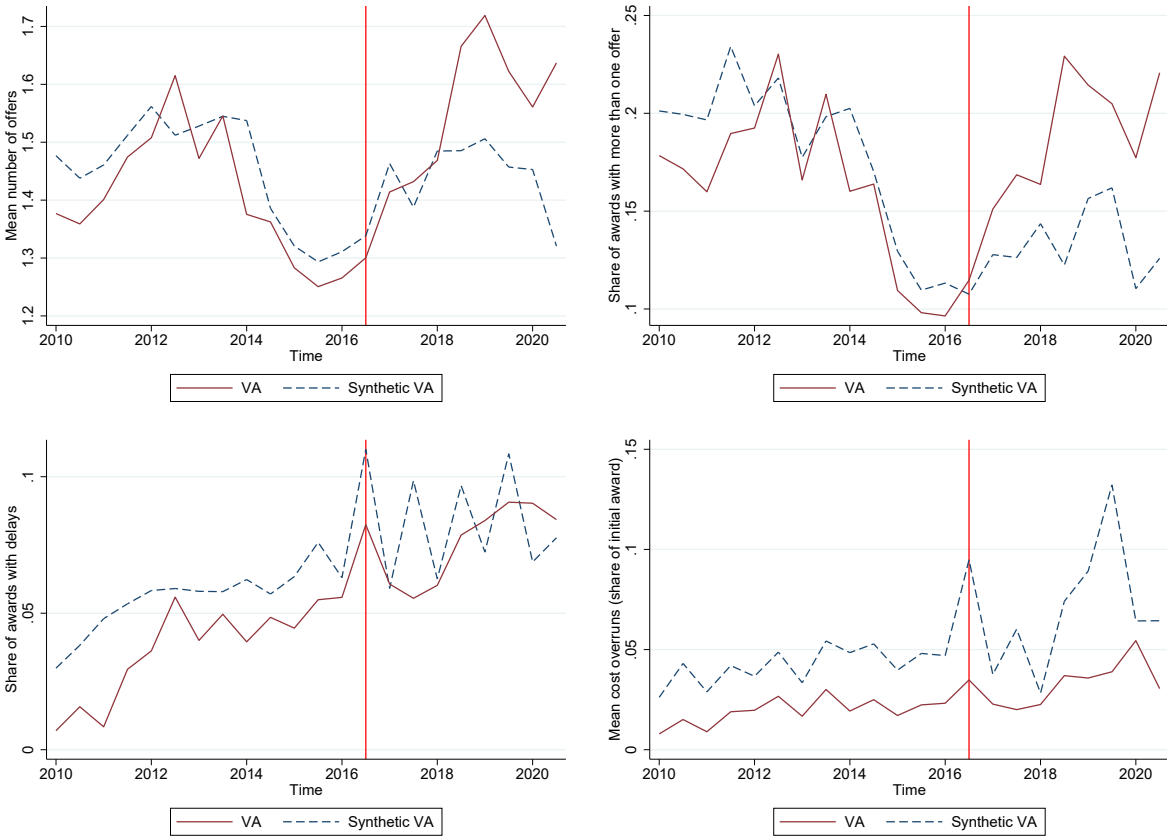 Mean number of offers
1.7
1.6
1.5
1.4
1.3
1.2
2010 2012 2014 2016 2018 2020
Time
VA Synthetic VA
Share of awards with more than one offer
.25
.2
.15
.1
2010 2012 2014 2016 2018 2020
Time
VA Synthetic VA
Share of awards with delays
.1
.05
0
2010 2012 2014 2016 2018 2020
Time
VA Synthetic VA
Mean cost overruns (share of initial award)
.15
.1
.05
0
2010 2012 2014 2016 2018 2020
Time
VA Synthetic VA